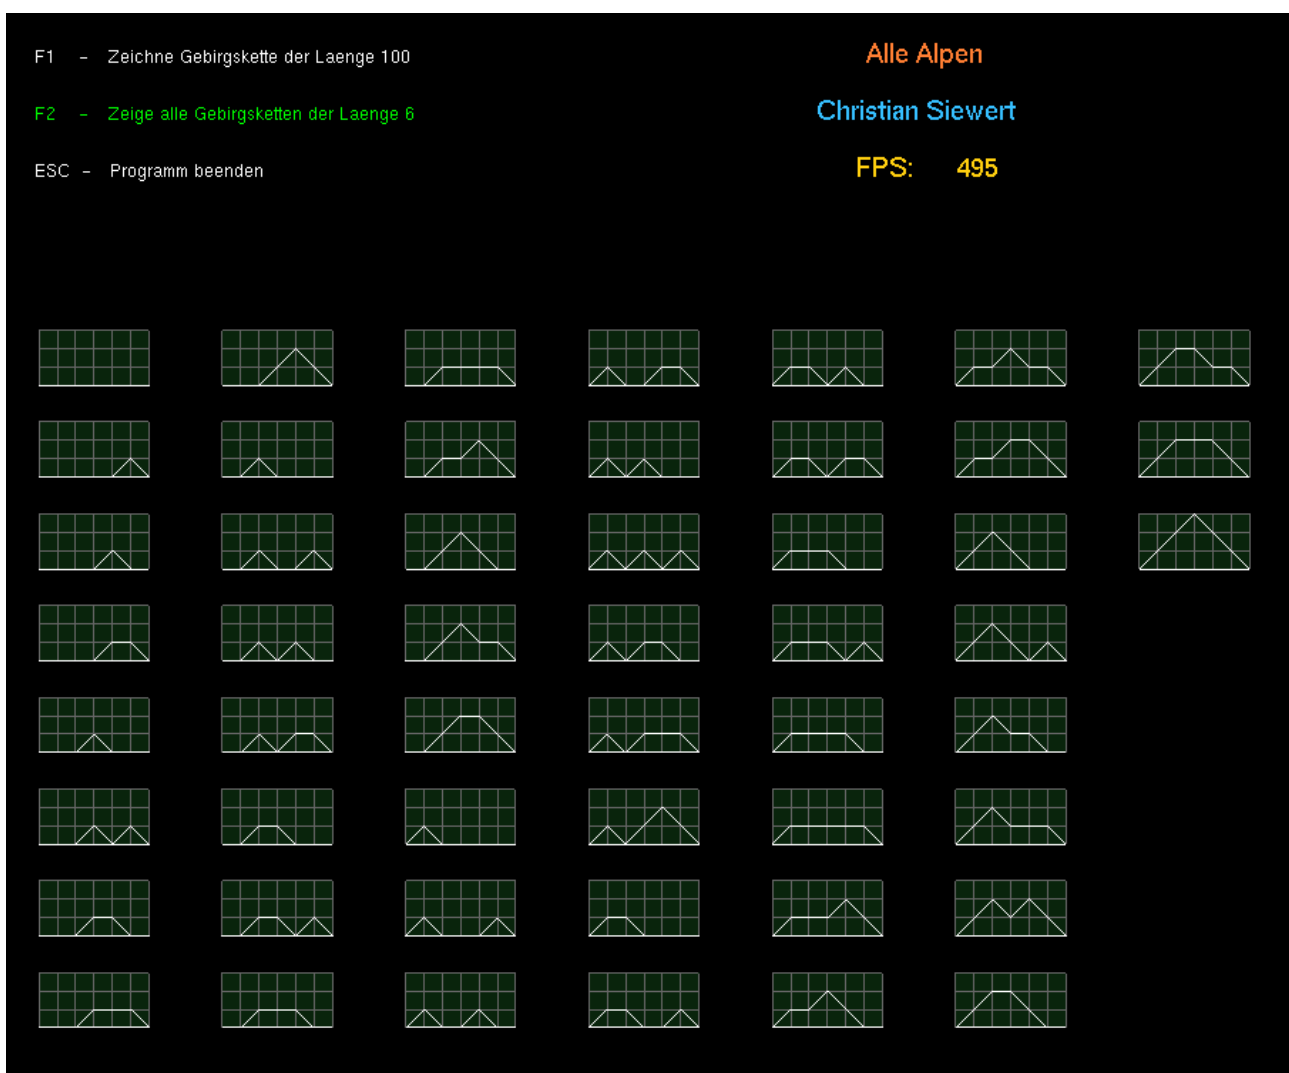 F1 – Zeichne Gebirgskette der Laenge 100
F2 – Zeige alle Gebirgsketten der Laenge 6
ESC – Programm beenden
Alle Alpen
Christian Siewert
FPS: 495